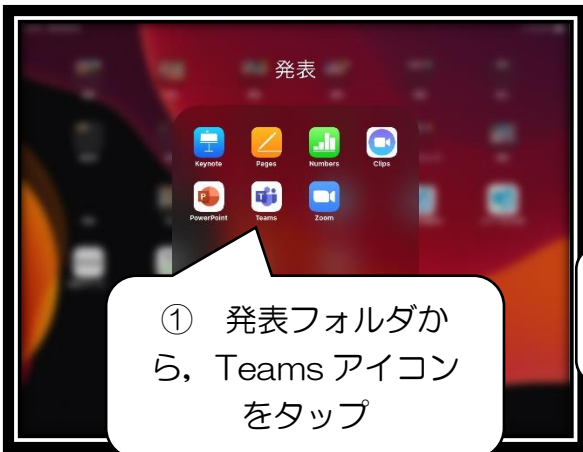 発表
Keynote
Pages
Numbers
Clips
PowerPoint
Teams
Zoom
① 発表フォルダか
ら，Teams アイコン
をタップ